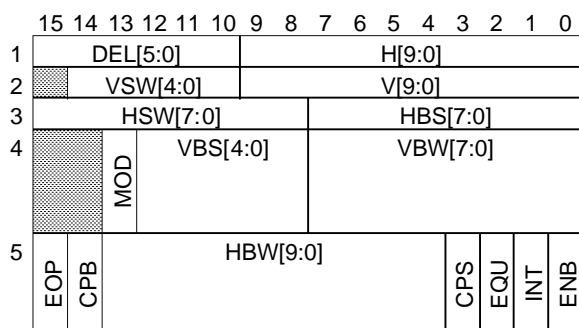 15 14 13 12 11 10 9 8 7 6 5 4 3 2 1 0
1 DEL[5:0] H[9:0]
2 VSW[4:0] V[9:0]
3 HSW[7:0] HBS[7:0]
4 MOD VBS[4:0] VBW[7:0]
5 EOP CPB HBW[9:0] CPS EQU INT ENB